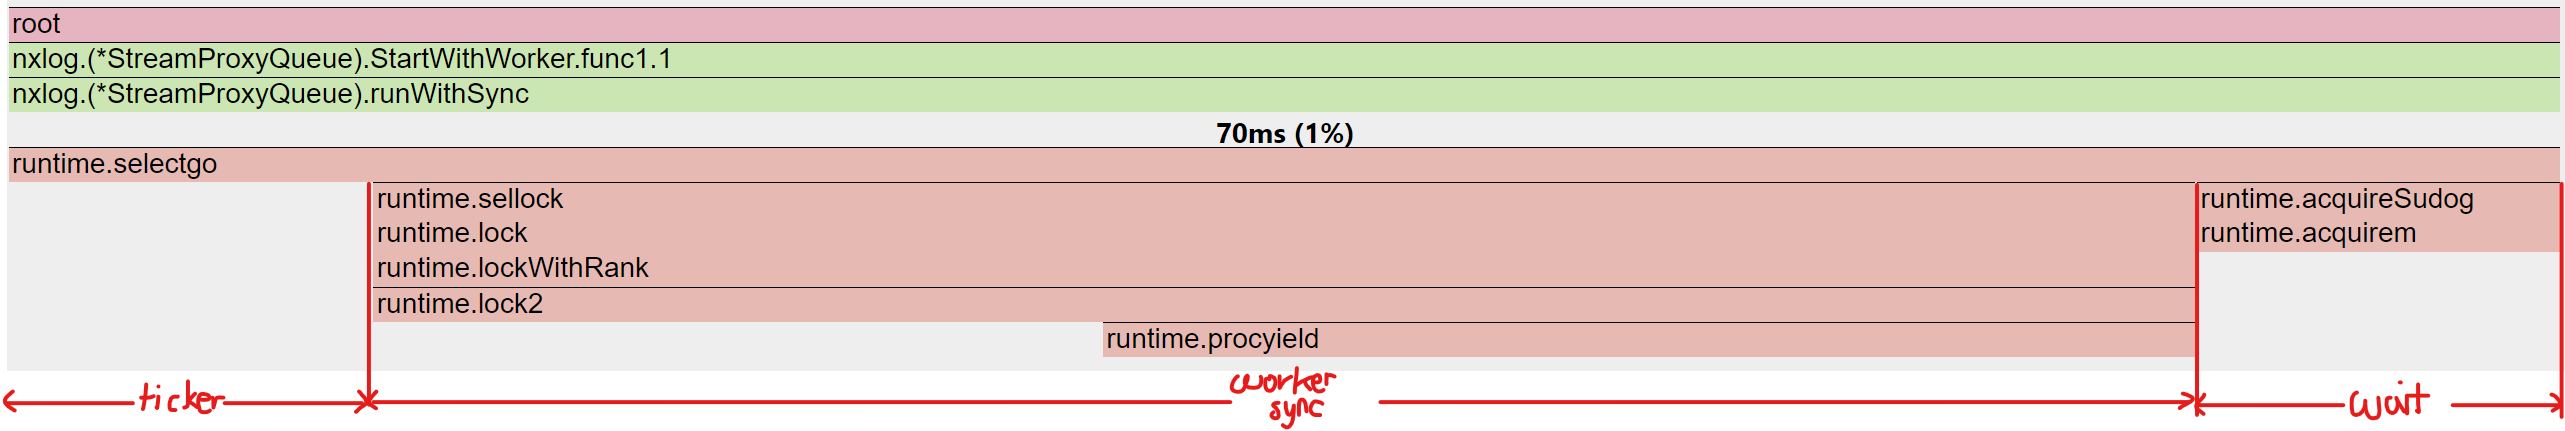 root
nxlog.(*StreamProxyQueue).StartWithWorker.func1.1
nxlog.(*StreamProxyQueue).runWithSync
70ms (1%)
runtime.selectgo
runtime.sellock
runtime.acquireSudog
runtime.lock
runtime.acquirem
runtime.lockWithRank
runtime.lock2
runtime.procyield
ticker
worker
sync
wait